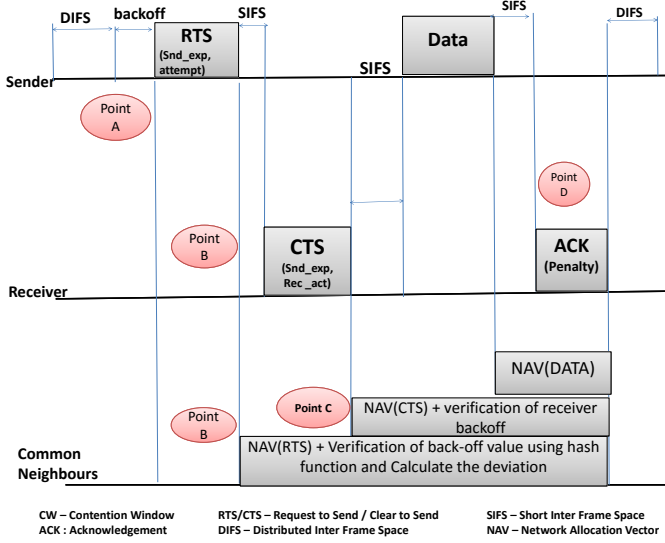 DIFS
backoff
RTS
(Snd_exp,
attempt)
SIFS
SIFS
Data
SIFS
DIFS
Sender
Point
A
Point
B
CTS
(Snd_exp,
Rec _act)
Point
D
ACK
(Penalty)
Receiver
NAV(DATA)
Point C
NAV(CTS) + verification of receiver
backoff
Point
B
NAV(RTS) + Verification of back-off value using hash
function and Calculate the deviation
Common
Neighbours
CW – Contention Window
RTS/CTS – Request to Send / Clear to Send
SIFS – Short Inter Frame Space
ACK : Acknowledgement
DIFS – Distributed Inter Frame Space
NAV – Network Allocation Vector